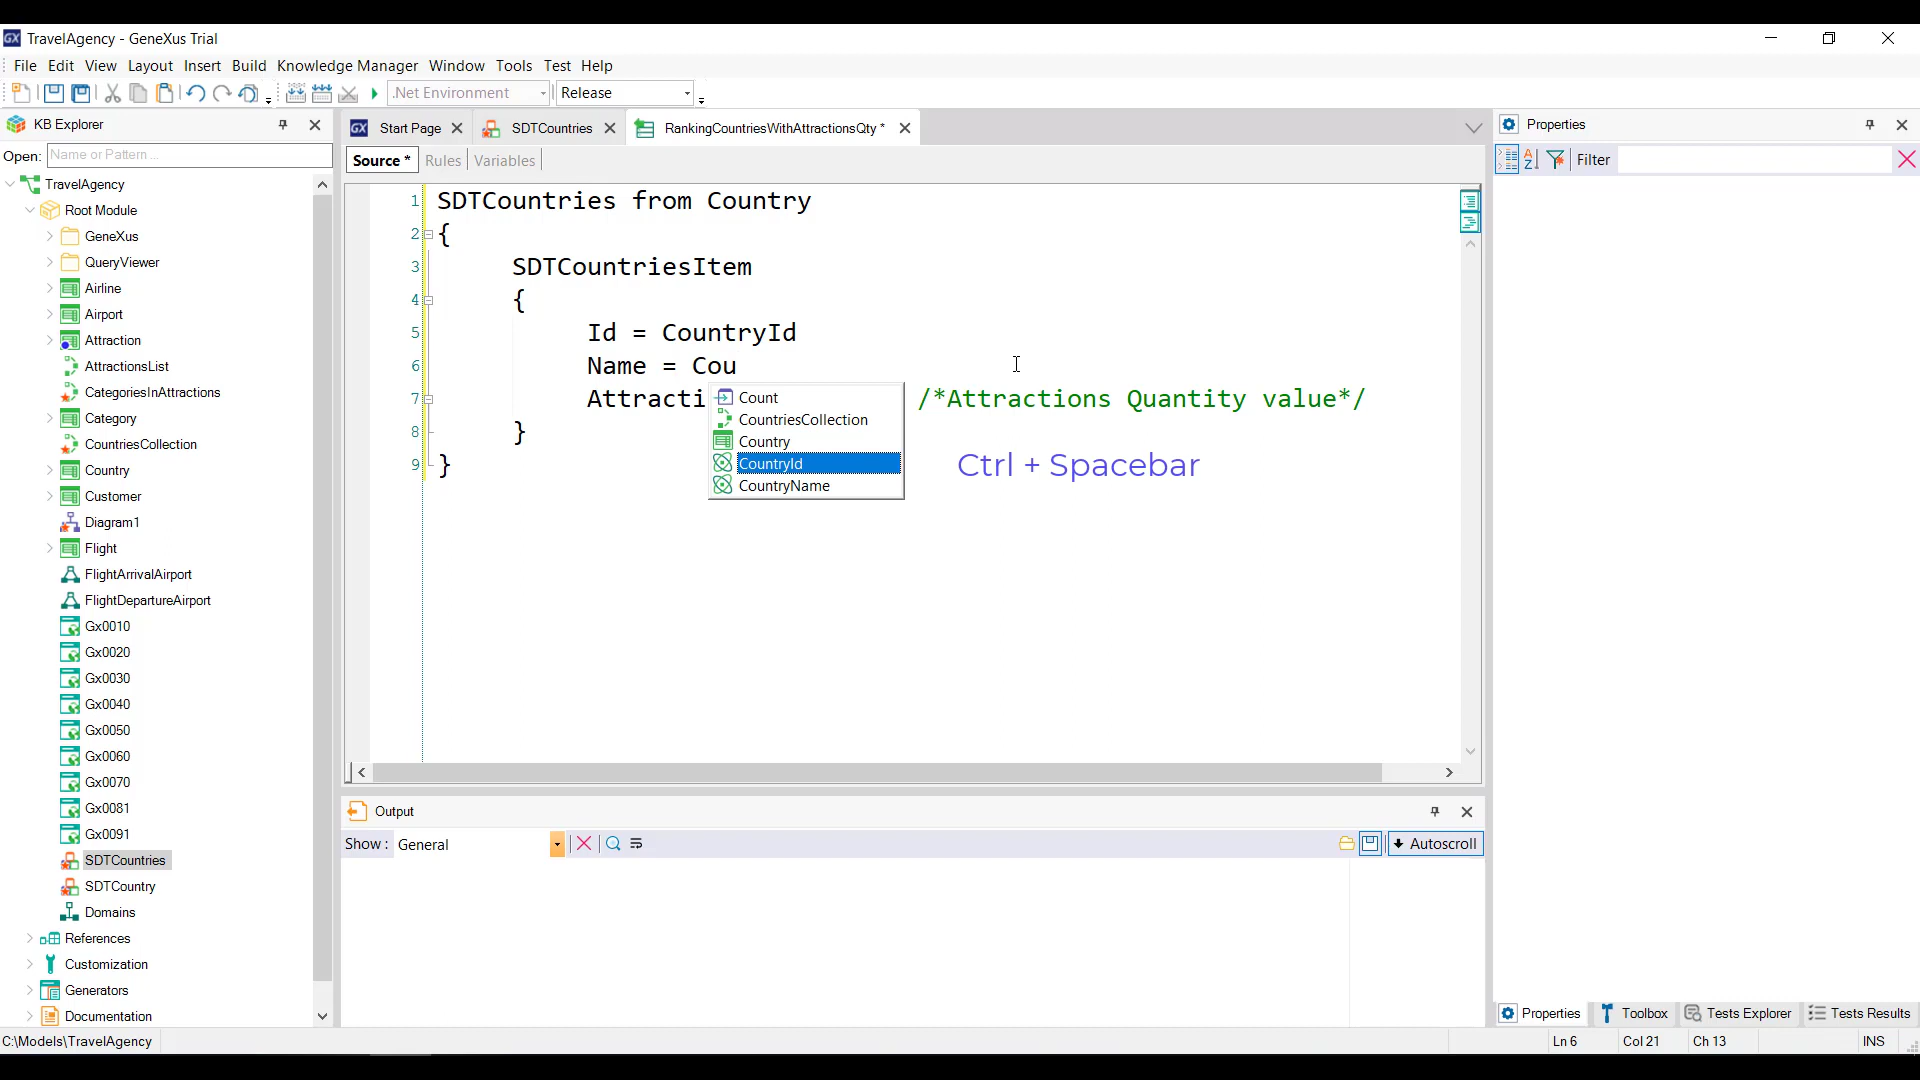 TravelAgency - GeneXus Trial
File Edit View Layout Insert Build Knowledge Manager Window Tools Test Help
.Net Environment Release
KB Explorer
Open: Name or Pattern ...
TravelAgency
Root Module
GeneXus
QueryViewer
Airline
Airport
Attraction
AttractionsList
CategoriesInAttractions
Category
CountriesCollection
Country
Customer
Diagram1
Flight
FlightArrivalAirport
FlightDepartureAirport
Gx0010
Gx0020
Gx0030
Gx0040
Gx0050
Gx0060
Gx0070
Gx0081
Gx0091
SDTCountries
SDTCountry
Domains
References
Customization
Generators
Documentation
Start Page SDTCountries RankingCountriesWithAttractionsQty *
Source * Rules Variables
1 SDTCountries from Country
2 {
3 SDTCountriesItem
4 {
5 Id = CountryId
6 Name = Cou
7 Attracti /*Attractions Quantity value*/
8 }
9 }
Count
CountriesCollection
Country
CountryId
CountryName
Ctrl + Spacebar
Output
Show : General Autoscroll
Properties
Filter
Properties Toolbox Tests Explorer Tests Results
C:\Models\TravelAgency Ln 6 Col 21 Ch 13 INS